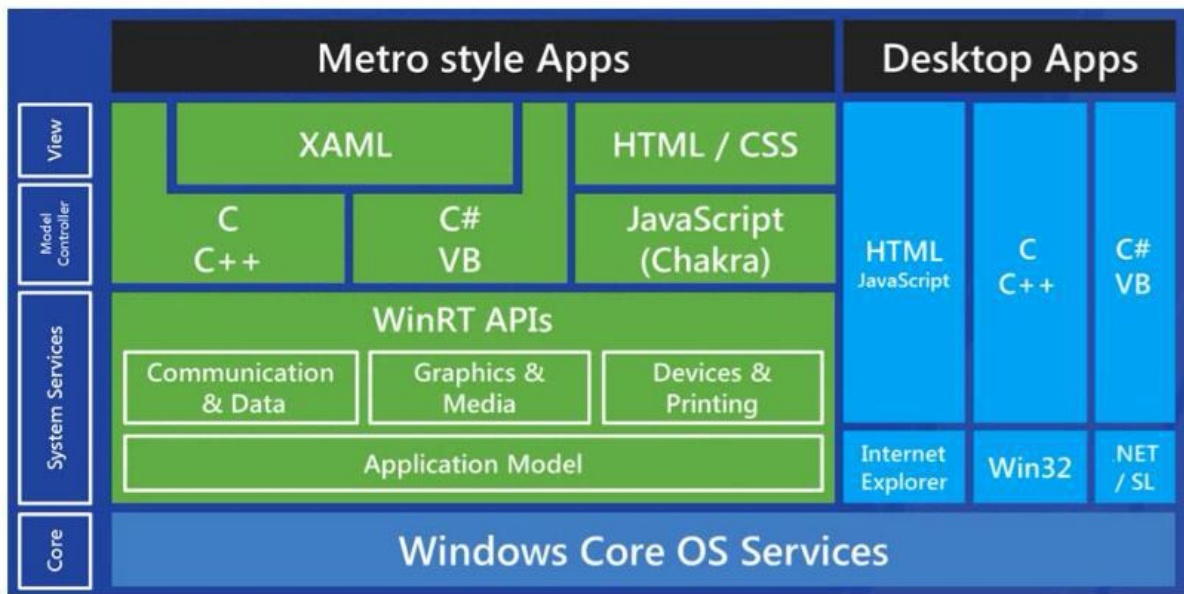 Metro style Apps
Desktop Apps
View
XAML
HTML / CSS
Model
Controller
C
C++
C#
VB
JavaScript
(Chakra)
HTML
JavaScript
C
C++
C#
VB
System Services
WinRT APIs
Communication
& Data
Graphics &
Media
Devices &
Printing
Application Model
Internet
Explorer
Win32
.NET
/ SL
Core
Windows Core OS Services